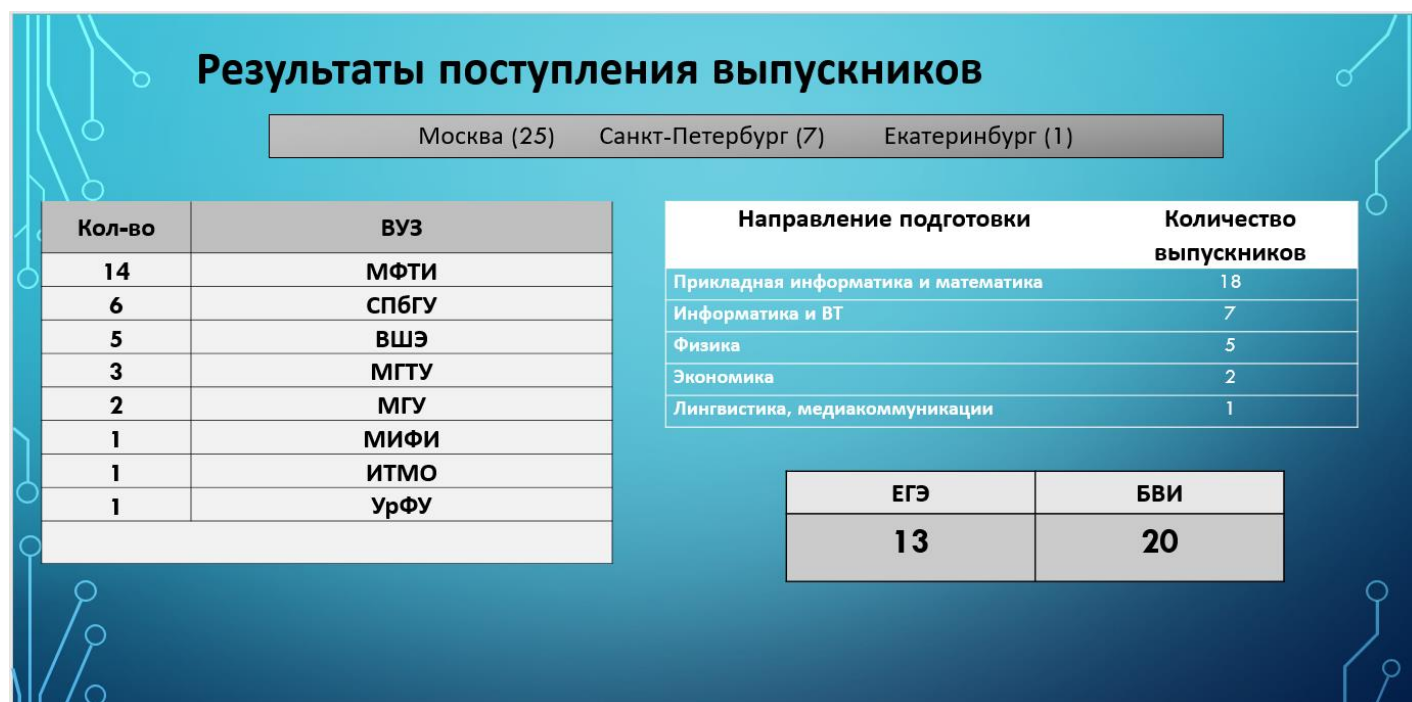 Результаты поступления выпускников
Москва (25) Санкт-Петербург (7) Екатеринбург (1)
Кол-во ВУЗ
14 МФТИ
6 СПбГУ
5 ВШЭ
3 МГТУ
2 МГУ
1 МИФИ
1 ИТМО
1 УрФУ
Направление подготовки Количество
выпускников
Прикладная информатика и математика 18
Информатика и ВТ 7
Физика 5
Экономика 2
Лингвистика, медиакоммуникации 1
ЕГЭ БВИ
13 20